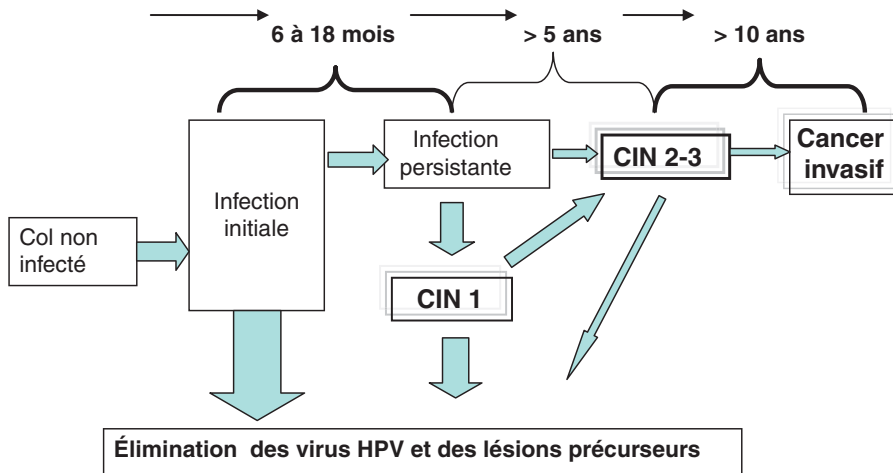 6 à 18 mois
> 5 ans
> 10 ans
Col non
infecté
Infection
initiale
Infection
persistante
CIN 1
CIN 2-3
Cancer
invasif
Élimination des virus HPV et des lésions précurseurs